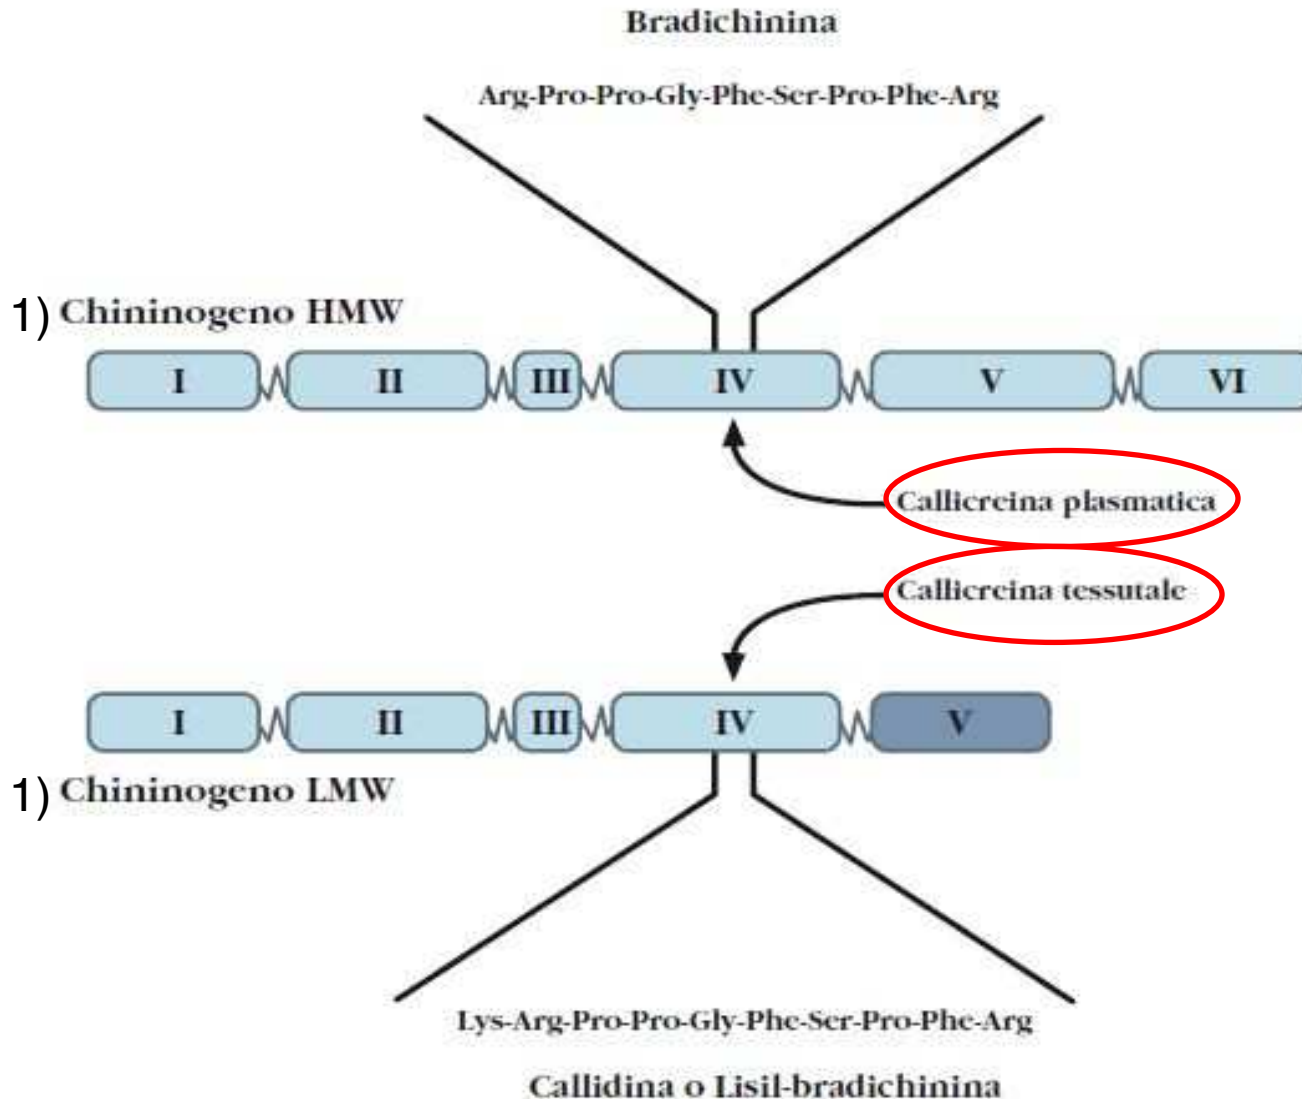 Bradichinina
Arg-Pro-Pro-Gly-Phe-Ser-Pro-Phe-Arg
1) Chininogeno HMW
I II III IV V VI
Callicreina plasmatica
Callicreina tessutale
I II III IV V
1) Chininogeno LMW
Lys-Arg-Pro-Pro-Gly-Phe-Ser-Pro-Phe-Arg
Callidina o Lisil-bradichinina